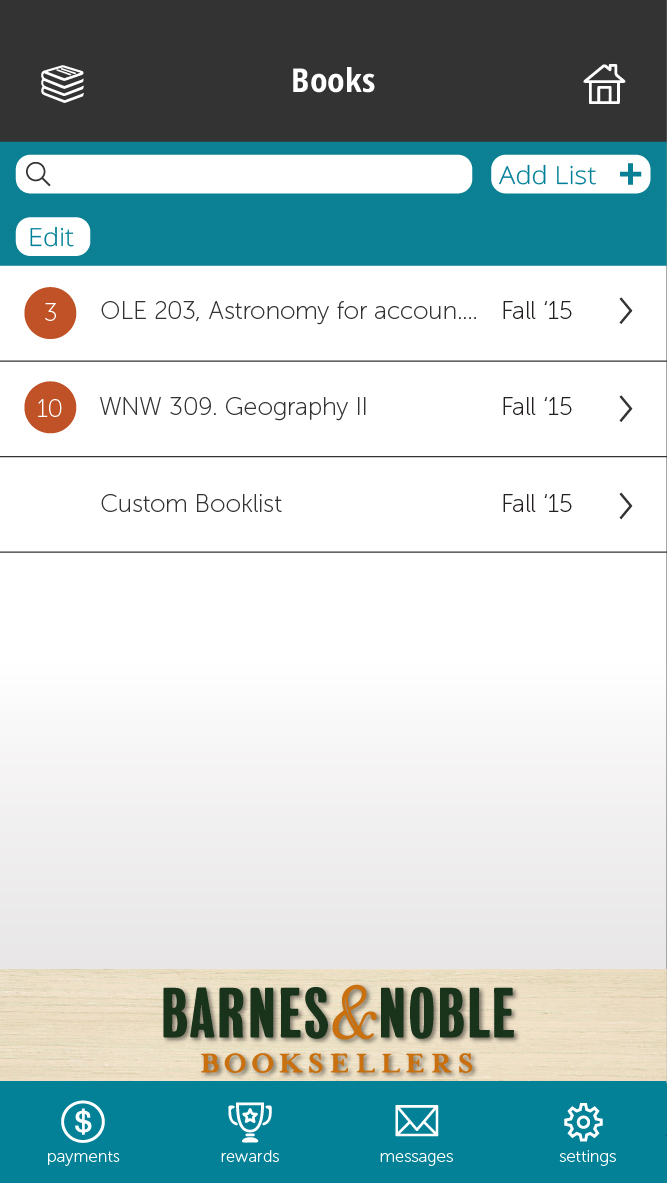 Books
Add List +
Edit
3 OLE 203, Astronomy for accoun.... Fall '15
10 WNW 309. Geography II Fall '15
Custom Booklist Fall '15
BARNES&NOBLE
BOOKSELLERS
$
payments rewards messages settings